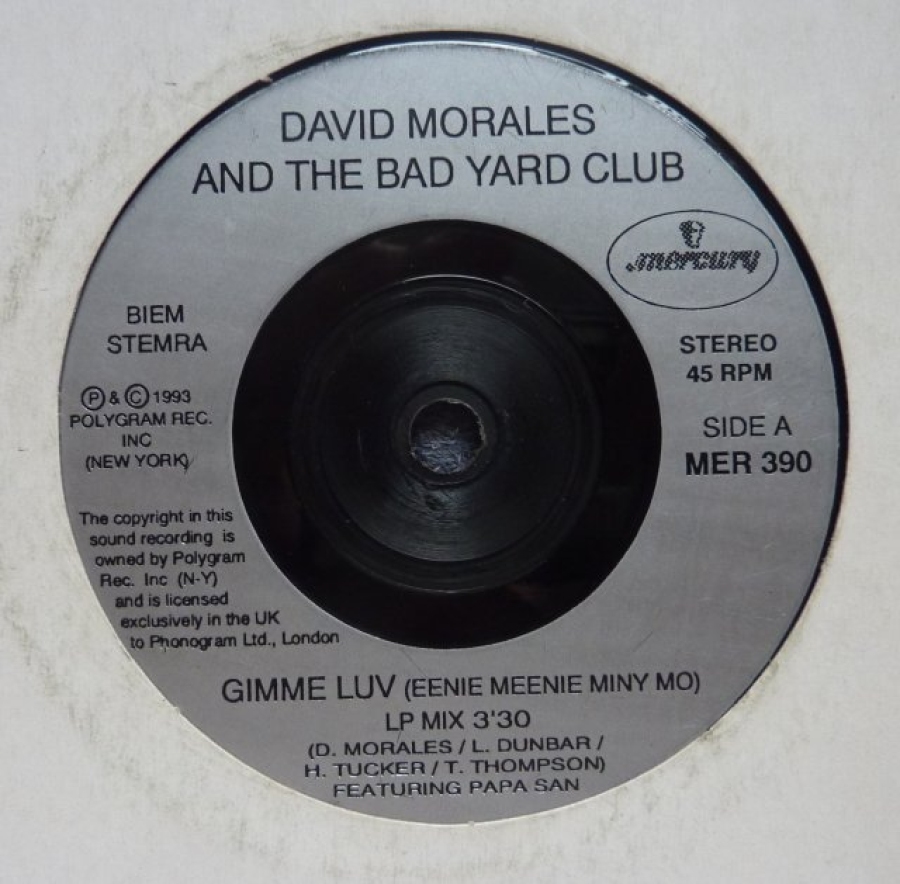 DAVID MORALES
AND THE BAD YARD CLUB
mercury
BIEM
STEMRA
STEREO
45 RPM
Ⓟ & © 1993
POLYGRAM REC.
INC
(NEW YORK)
SIDE A
MER 390
The copyright in this
sound recording is
owned by Polygram
Rec. Inc (N-Y)
and is licensed
exclusively in the UK
to Phonogram Ltd., London
GIMME LUV (EENIE MEENIE MINY MO)
LP MIX 3'30
(D. MORALES / L. DUNBAR /
H. TUCKER / T. THOMPSON)
FEATURING PAPA SAN